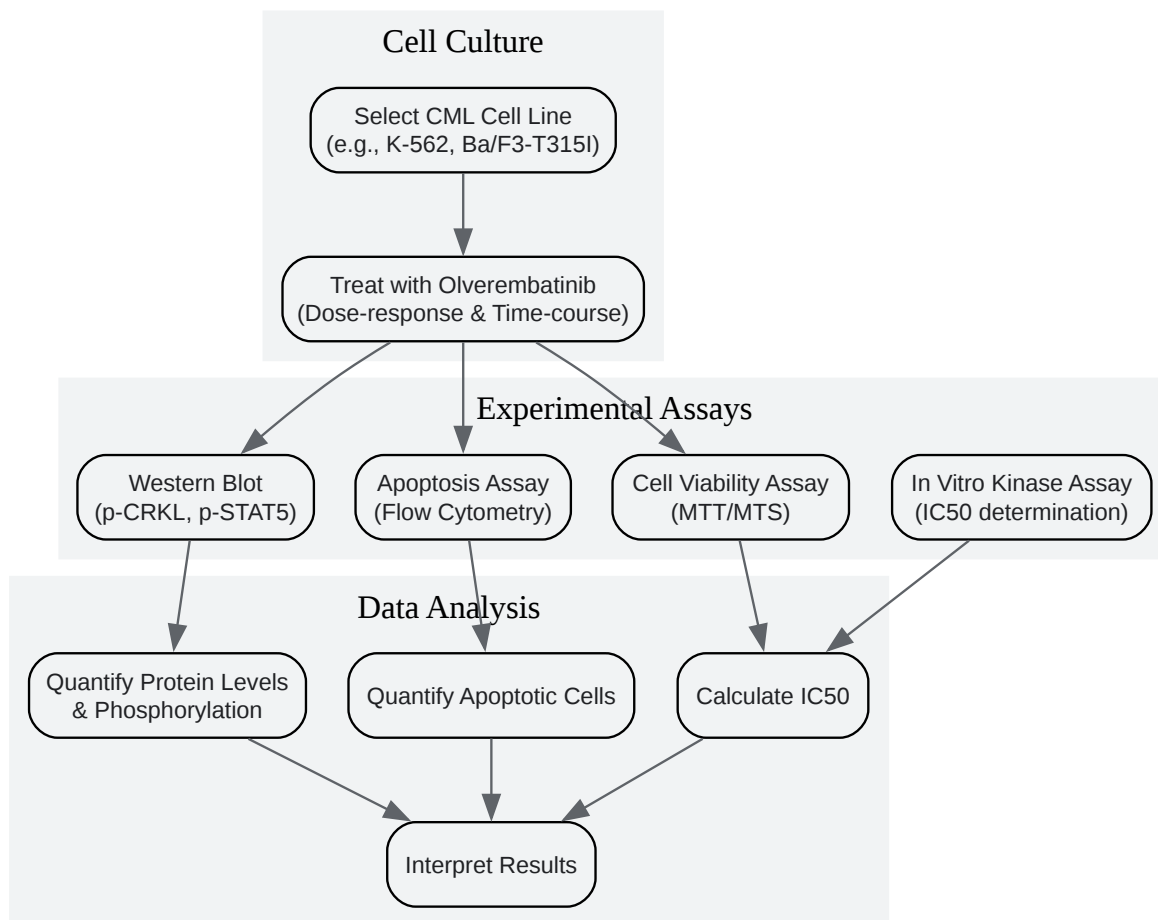 Cell Culture
Select CML Cell Line
(e.g., K-562, Ba/F3-T315I)
Treat with Olverembatinib
(Dose-response & Time-course)
Experimental Assays
Western Blot
(p-CRKL, p-STAT5)
Apoptosis Assay
(Flow Cytometry)
Cell Viability Assay
(MTT/MTS)
In Vitro Kinase Assay
(IC50 determination)
Data Analysis
Quantify Protein Levels
& Phosphorylation
Quantify Apoptotic Cells
Calculate IC50
Interpret Results